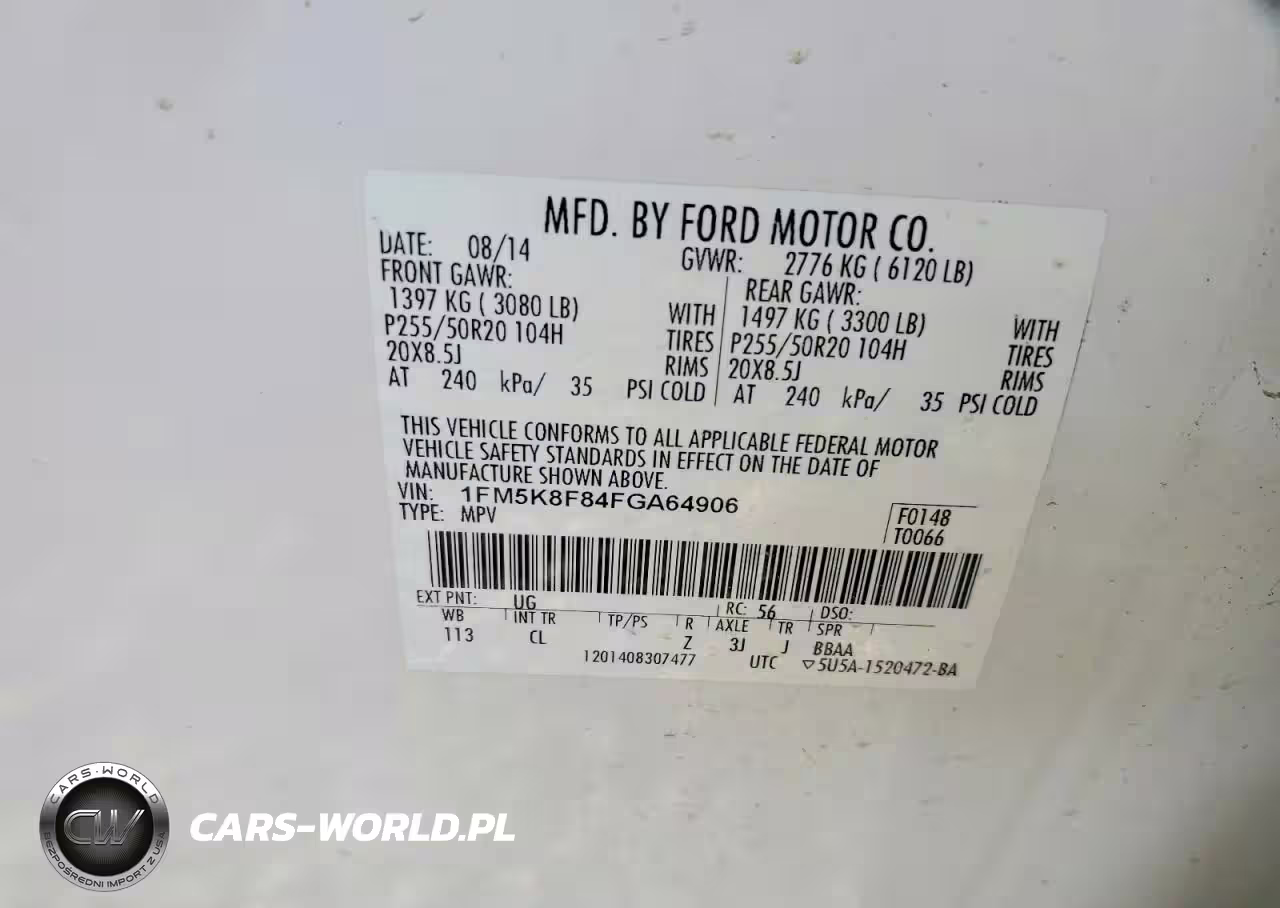 MFD. BY FORD MOTOR CO.
DATE: 08/14 GVWR: 2776 KG ( 6120 LB)
FRONT GAWR: REAR GAWR:
1397 KG ( 3080 LB) WITH 1497 KG ( 3300 LB) WITH
P255/50R20 104H TIRES P255/50R20 104H TIRES
20X8.5J RIMS 20X8.5J RIMS
AT 240 kPa/ 35 PSI COLD AT 240 kPa/ 35 PSI COLD
THIS VEHICLE CONFORMS TO ALL APPLICABLE FEDERAL MOTOR
VEHICLE SAFETY STANDARDS IN EFFECT ON THE DATE OF
MANUFACTURE SHOWN ABOVE.
VIN: 1FM5K8F84FGA64906
TYPE: MPV
F0148
T0066
EXT PNT: UG RC: 56 DSO:
WB INT TR TP/PS R AXLE TR SPR
113 CL Z 3J J BBAA
1201408307477 UTC ▽5U5A-1520472-BA
CARS-WORLD
CW
BEZPOŚREDNI IMPORT Z USA
CARS-WORLD.PL